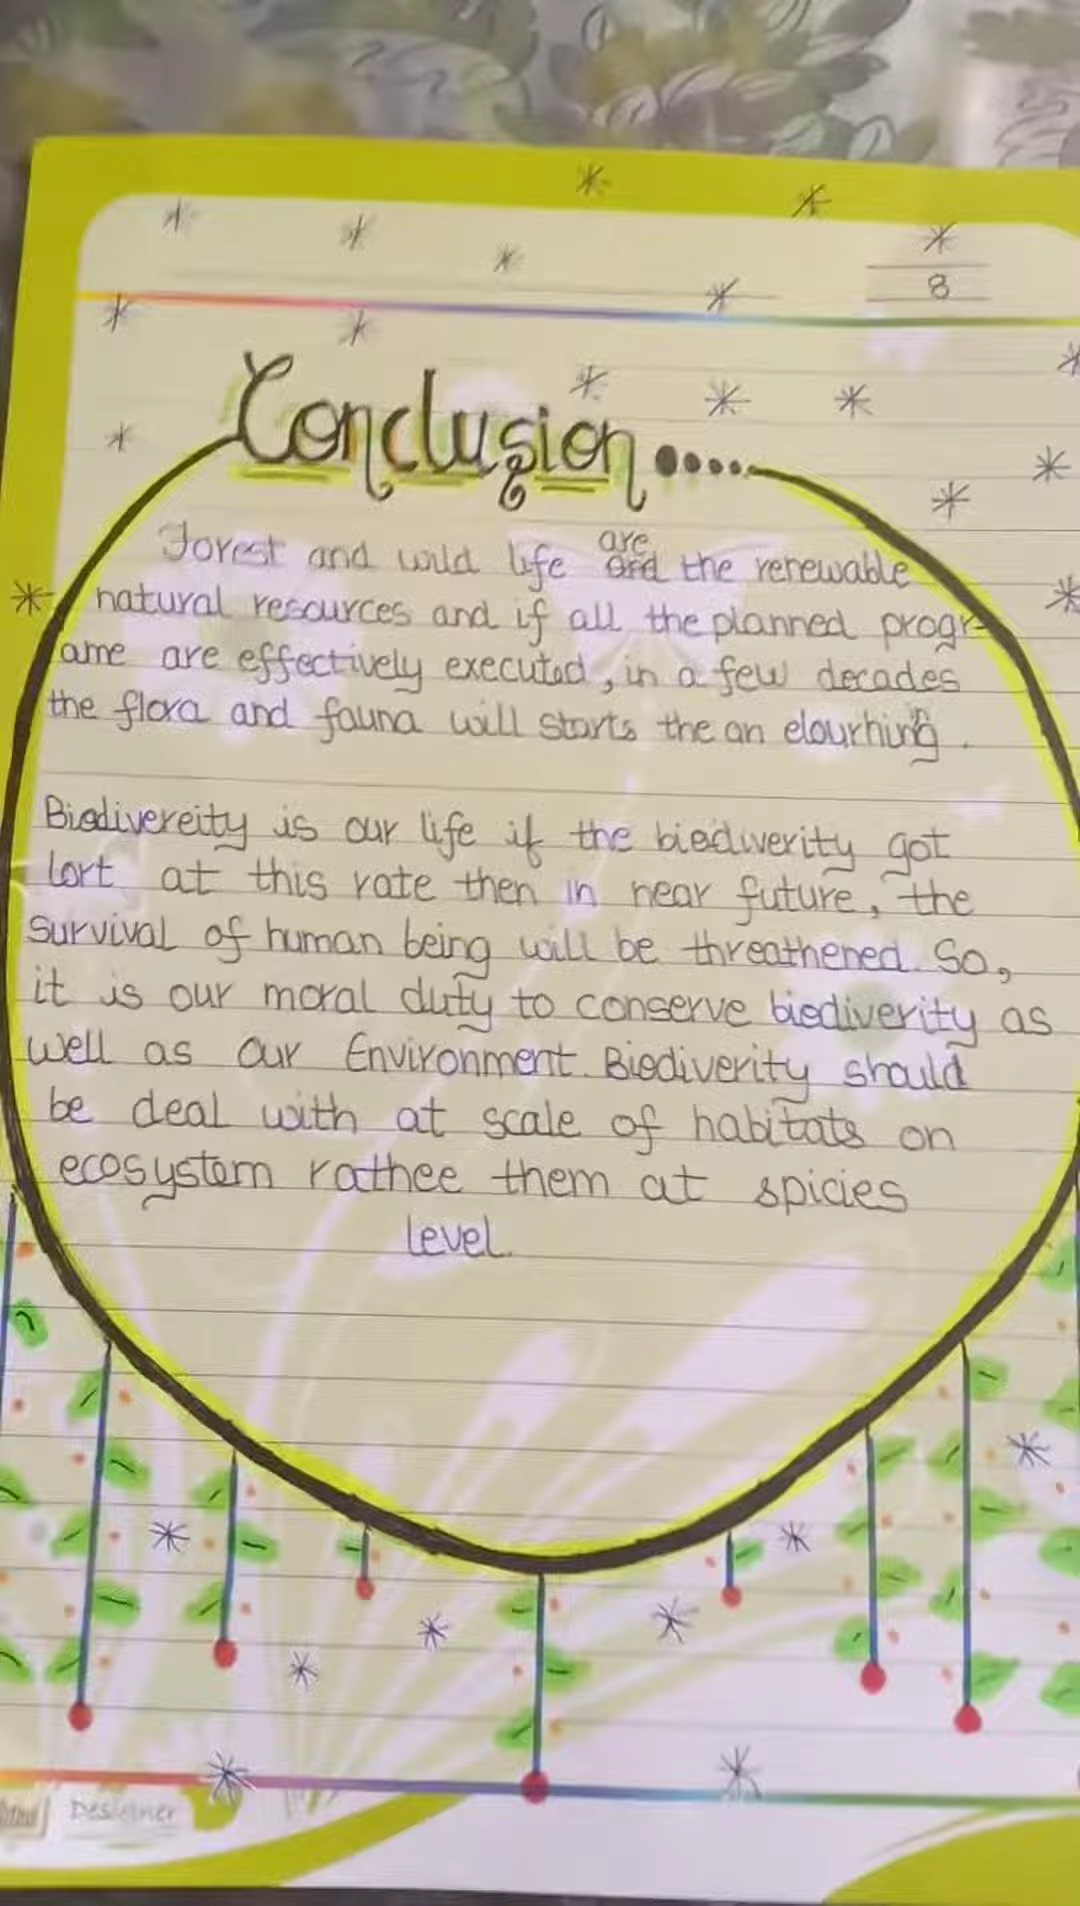 8
Conclusion.....
Forest and wild life are the renewable
natural resources and if all the planned progr-
ame are effectively executed, in a few decades
the flora and fauna will starts the an elourhing.
Biodivereity is our life if the biodiverity got
lort at this rate then in near future, the
survival of human being will be threathened. So,
it is our moral duty to conserve biodiverity as
well as our Environment. Biodiverity should
be deal with at scale of habitats on
ecosystem rathee them at spicies
level.
Designer